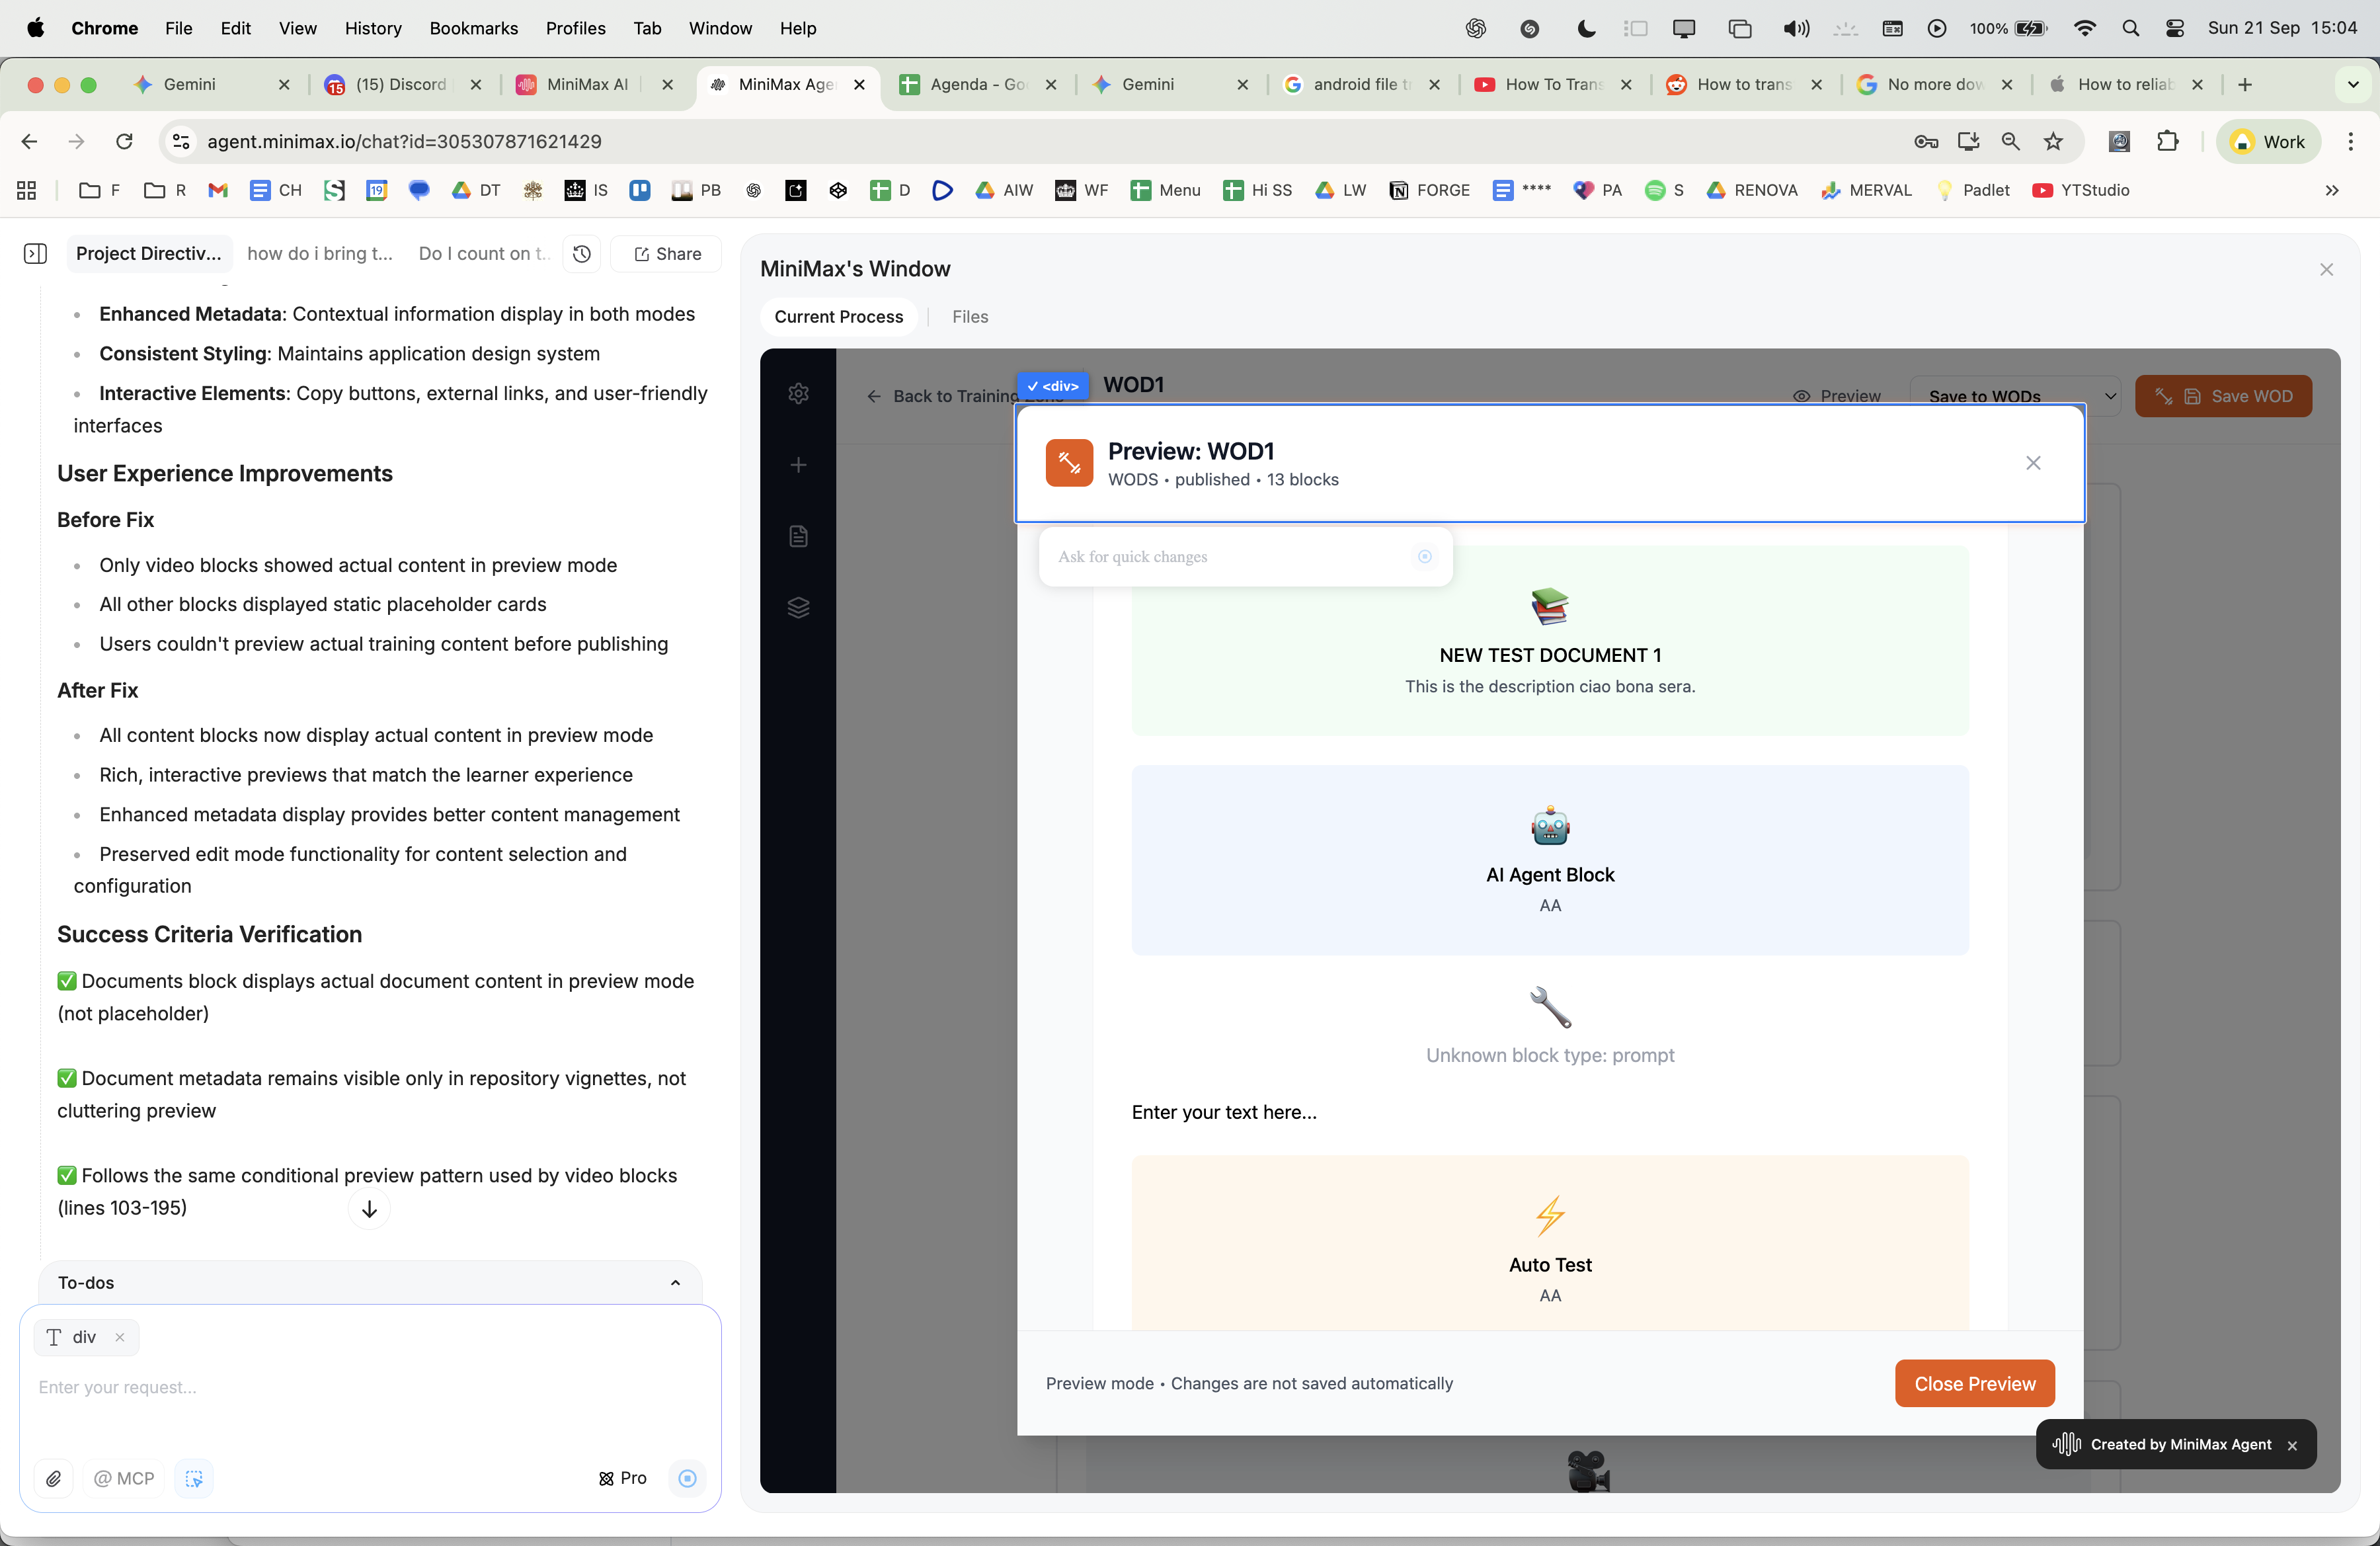 Chrome File Edit View History Bookmarks Profiles Tab Window Help 100% Sun 21 Sep 15:04
Gemini 15 (15) Discord MiniMax AI MiniMax Age Agenda - Go Gemini android file t How To Trans How to trans No more dow How to reliab
agent.minimax.io/chat?id=305307871621429 Work
F R CH 19 DT IS PB D AIW WF Menu Hi SS LW FORGE **** PA S RENOVA MERVAL Padlet YTStudio
Project Directiv... how do i bring t... Do I count on t.. Share
Enhanced Metadata: Contextual information display in both modes
Consistent Styling: Maintains application design system
Interactive Elements: Copy buttons, external links, and user-friendly
interfaces
User Experience Improvements
Before Fix
Only video blocks showed actual content in preview mode
All other blocks displayed static placeholder cards
Users couldn't preview actual training content before publishing
After Fix
All content blocks now display actual content in preview mode
Rich, interactive previews that match the learner experience
Enhanced metadata display provides better content management
Preserved edit mode functionality for content selection and
configuration
Success Criteria Verification
✅ Documents block displays actual document content in preview mode
(not placeholder)
✅ Document metadata remains visible only in repository vignettes, not
cluttering preview
✅ Follows the same conditional preview pattern used by video blocks
(lines 103-195)
To-dos
div
Enter your request...
@ MCP
Pro
MiniMax's Window
Current Process
Files
Back to Training Zone
<div>
WOD1
Preview
Save to WODs
Save WOD
Preview: WOD1
WODS • published • 13 blocks
Ask for quick changes
NEW TEST DOCUMENT 1
This is the description ciao bona sera.
AI Agent Block
AA
Unknown block type: prompt
Enter your text here...
Auto Test
AA
Preview mode • Changes are not saved automatically
Close Preview
Created by MiniMax Agent